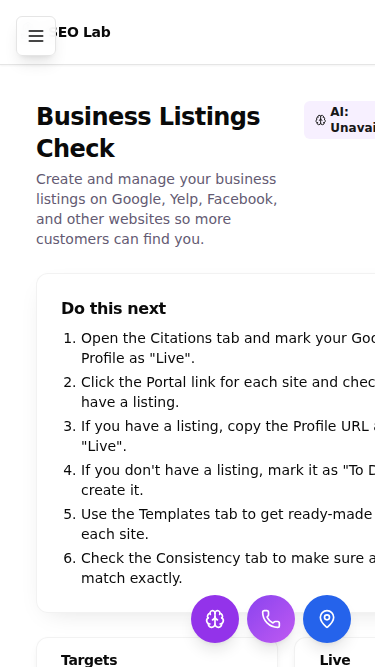 SEO Lab
Business Listings
Check
AI:
Create and manage your business
listings on Google, Yelp, Facebook,
and other websites so more
customers can find you.
Do this next
1. Open the Citations tab and mark your
Profile as "Live".
2. Click the Portal link for each site and
have a listing.
3. If you have a listing, copy the Profile URL
"Live".
4. If you don't have a listing, mark it as "To
create it.
5. Use the Templates tab to get ready-made
each site.
6. Check the Consistency tab to make sure
match exactly.
Targets
Live